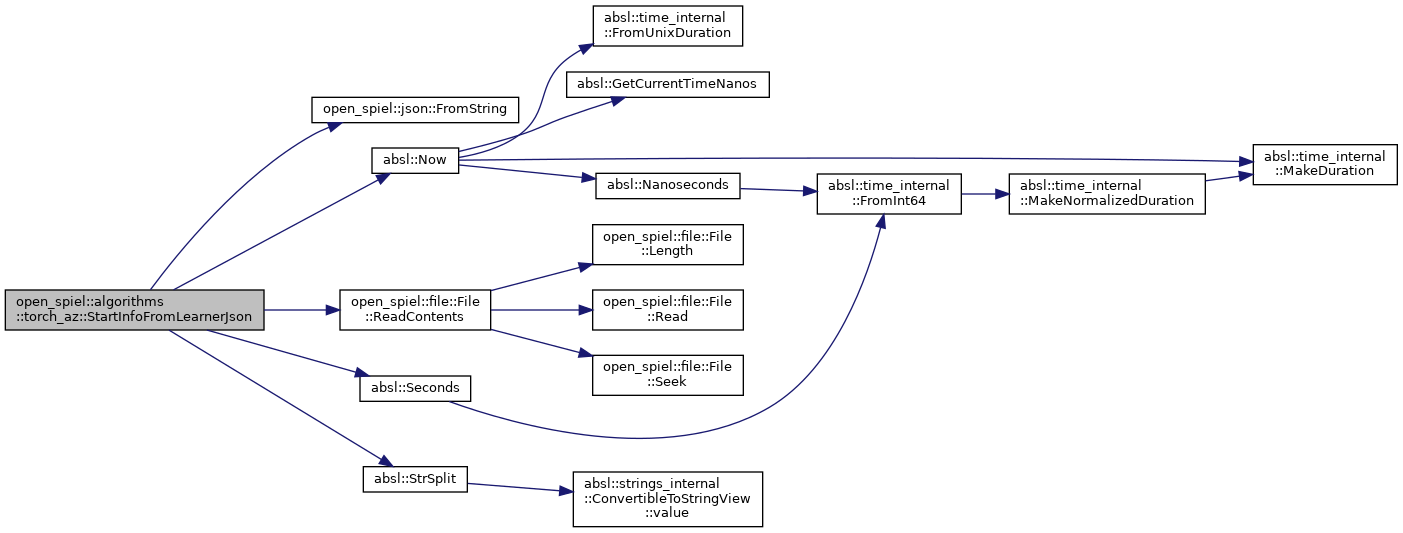 absl::time_internal
::FromUnixDuration
absl::GetCurrentTimeNanos
open_spiel::json::FromString
absl::Now
absl::time_internal
::MakeDuration
absl::Nanoseconds
absl::time_internal
::FromInt64
absl::time_internal
::MakeNormalizedDuration
open_spiel::file::File
::Length
open_spiel::algorithms
::torch_az::StartInfoFromLearnerJson
open_spiel::file::File
::ReadContents
open_spiel::file::File
::Read
open_spiel::file::File
::Seek
absl::Seconds
absl::StrSplit
absl::strings_internal
::ConvertibleToStringView
::value